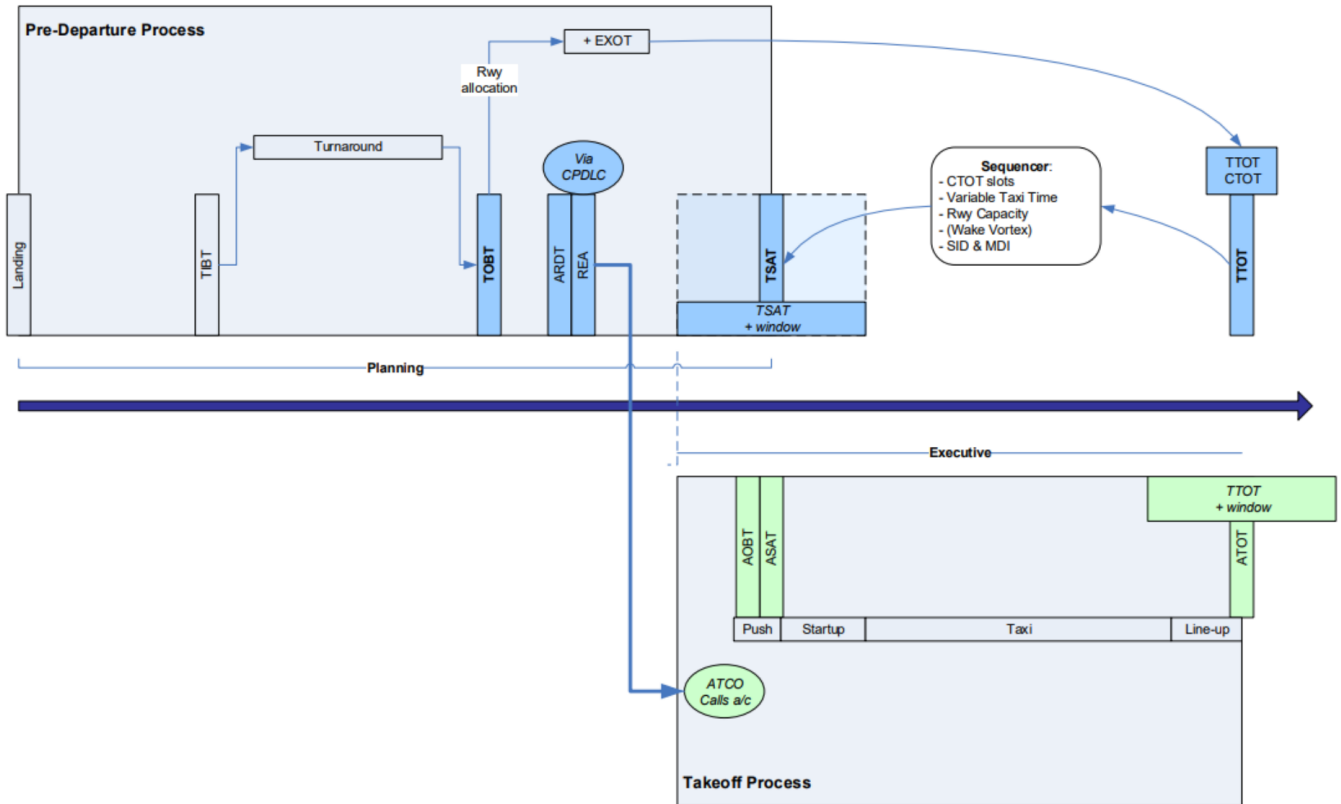 Pre-Departure Process
+ EXOT
Rwy
allocation
Turnaround
Via
CPDLC
Sequencer:
- CTOT slots
- Variable Taxi Time
- Rwy Capacity
- (Wake Vortex)
- SID & MDI
TTOT
CTOT
Landing
TIBT
TOBT
ARDT
REA
TSAT
TTOT
TSAT
+ window
Planning
Executive
TTOT
+ window
AOBT
ASAT
ATOT
Push
Startup
Taxi
Line-up
ATCO
Calls a/c
Takeoff Process